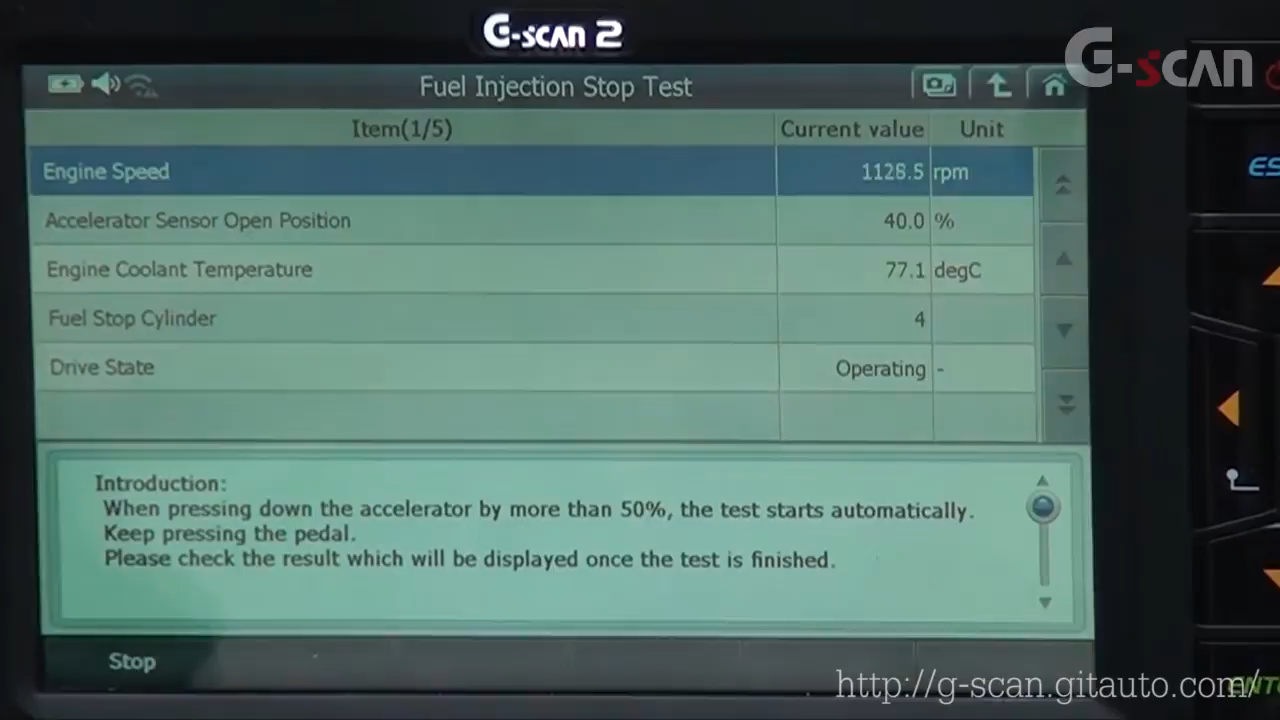 G-scan 2
G-scan
Fuel Injection Stop Test
Item(1/5) Current value Unit
Engine Speed 1128.5 rpm
Accelerator Sensor Open Position 40.0 %
Engine Coolant Temperature 77.1 degC
Fuel Stop Cylinder 4
Drive State Operating -
Introduction:
When pressing down the accelerator by more than 50%, the test starts automatically.
Keep pressing the pedal.
Please check the result which will be displayed once the test is finished.
Stop
http://g-scan.gitauto.com/